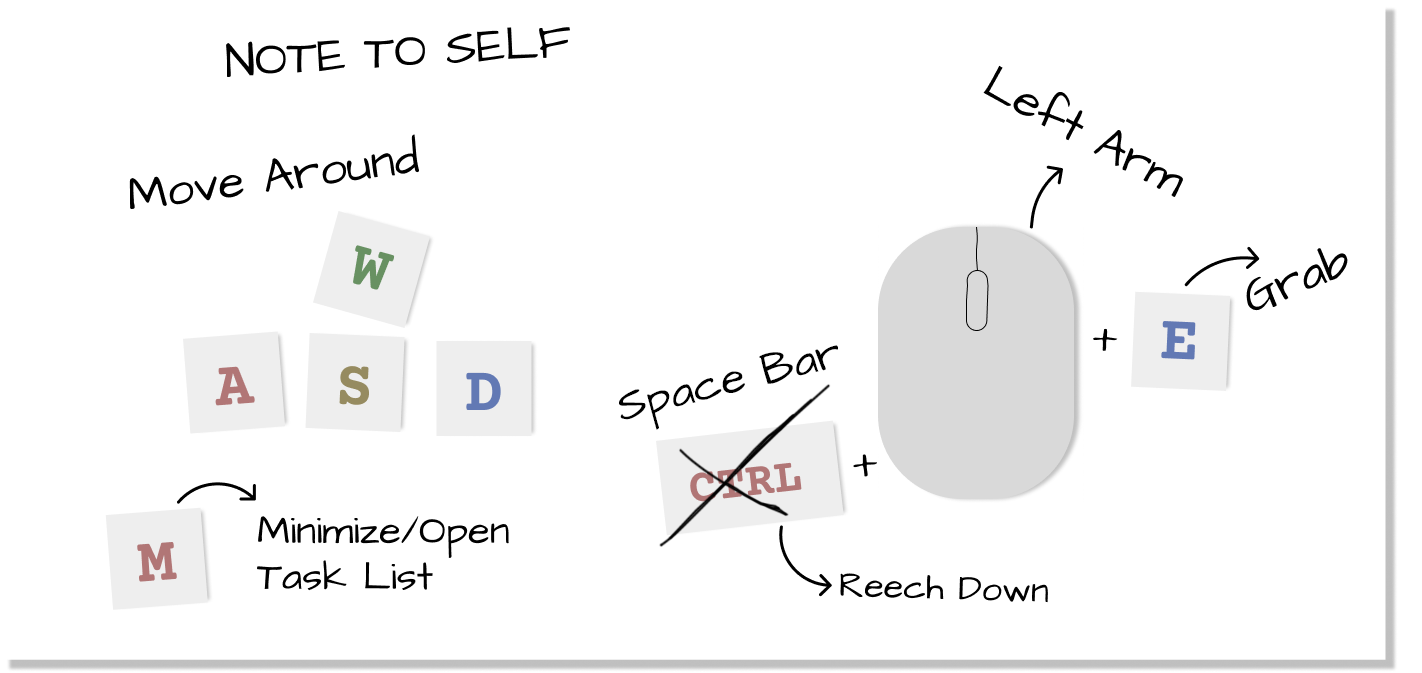 NOTE TO SELF
Move Around
W
A S D
M
Minimize/Open
Task List
Left Arm
+ E
Grab
Space Bar
CTRL +
Reech Down